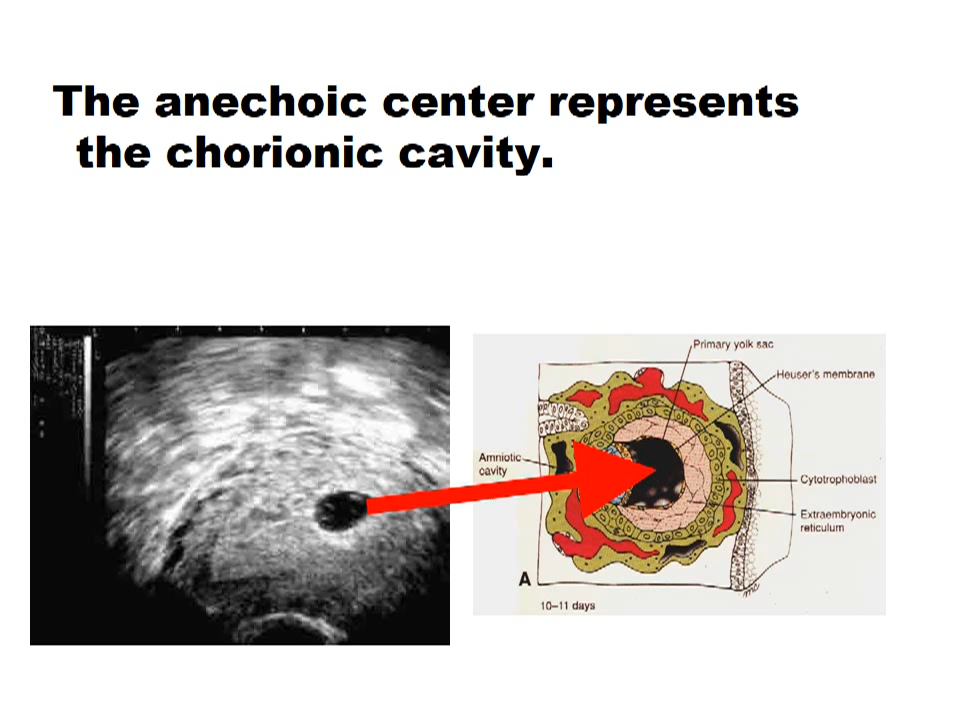 The anechoic center represents
the chorionic cavity.
Primary yolk sac
Heuser's membrane
Amniotic
cavity
Cytotrophoblast
Extraembryonic
reticulum
A
10–11 days